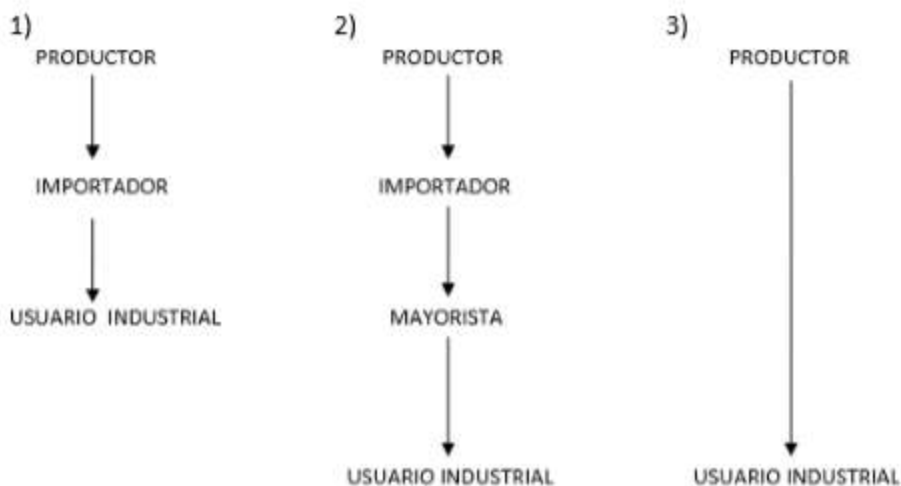 1)
PRODUCTOR
IMPORTADOR
USUARIO INDUSTRIAL
2)
PRODUCTOR
IMPORTADOR
MAYORISTA
USUARIO INDUSTRIAL
3)
PRODUCTOR
USUARIO INDUSTRIAL